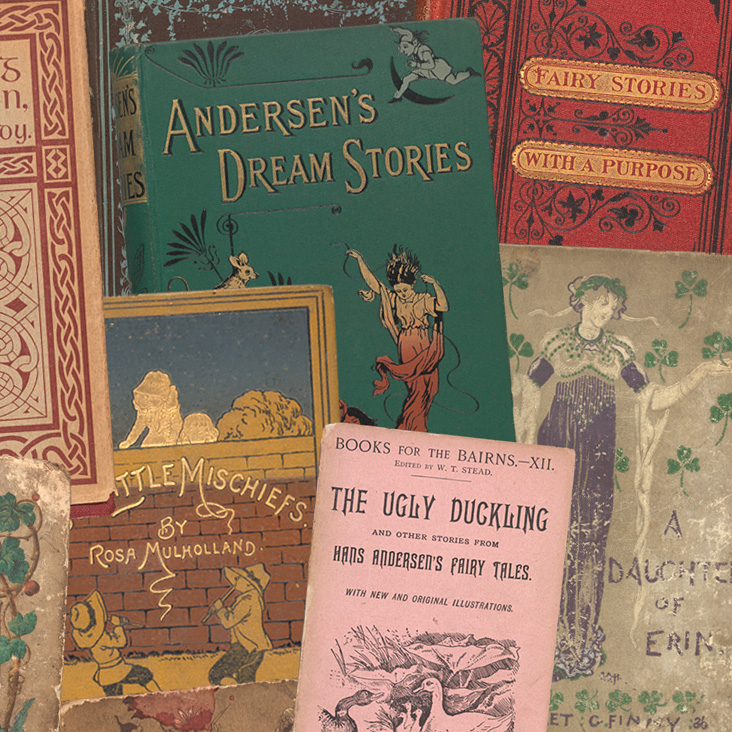 ANDERSEN'S
DREAM STORIES
FAIRY STORIES
WITH A PURPOSE
LITTLE MISCHIEFS.
BY
ROSA MULHOLLAND.
BOOKS FOR THE BAIRNS.—XII.
EDITED BY W. T. STEAD.
THE UGLY DUCKLING
AND OTHER STORIES FROM
HANS ANDERSEN'S FAIRY TALES.
WITH NEW AND ORIGINAL ILLUSTRATIONS.
A
DAUGHTER
OF
ERIN.